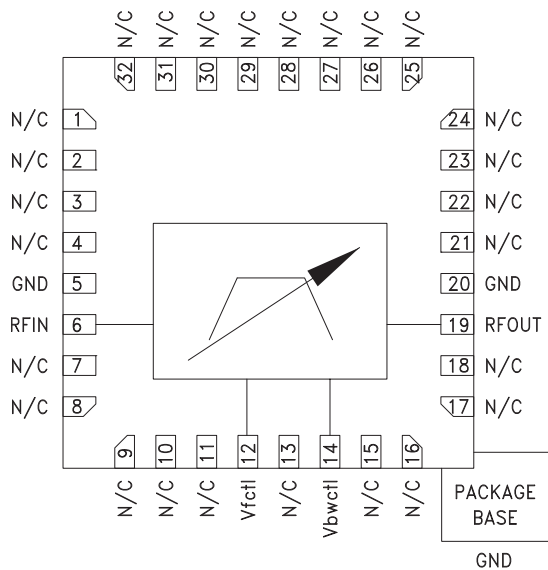 N/C N/C N/C N/C N/C N/C N/C N/C
32 31 30 29 28 27 26 25
N/C 1
N/C 2
N/C 3
N/C 4
GND 5
RFIN 6
N/C 7
N/C 8
24 N/C
23 N/C
22 N/C
21 N/C
20 GND
19 RFOUT
18 N/C
17 N/C
9 10 11 12 13 14 15 16
N/C N/C N/C Vfctl N/C Vbwctl N/C N/C
PACKAGE
BASE
GND